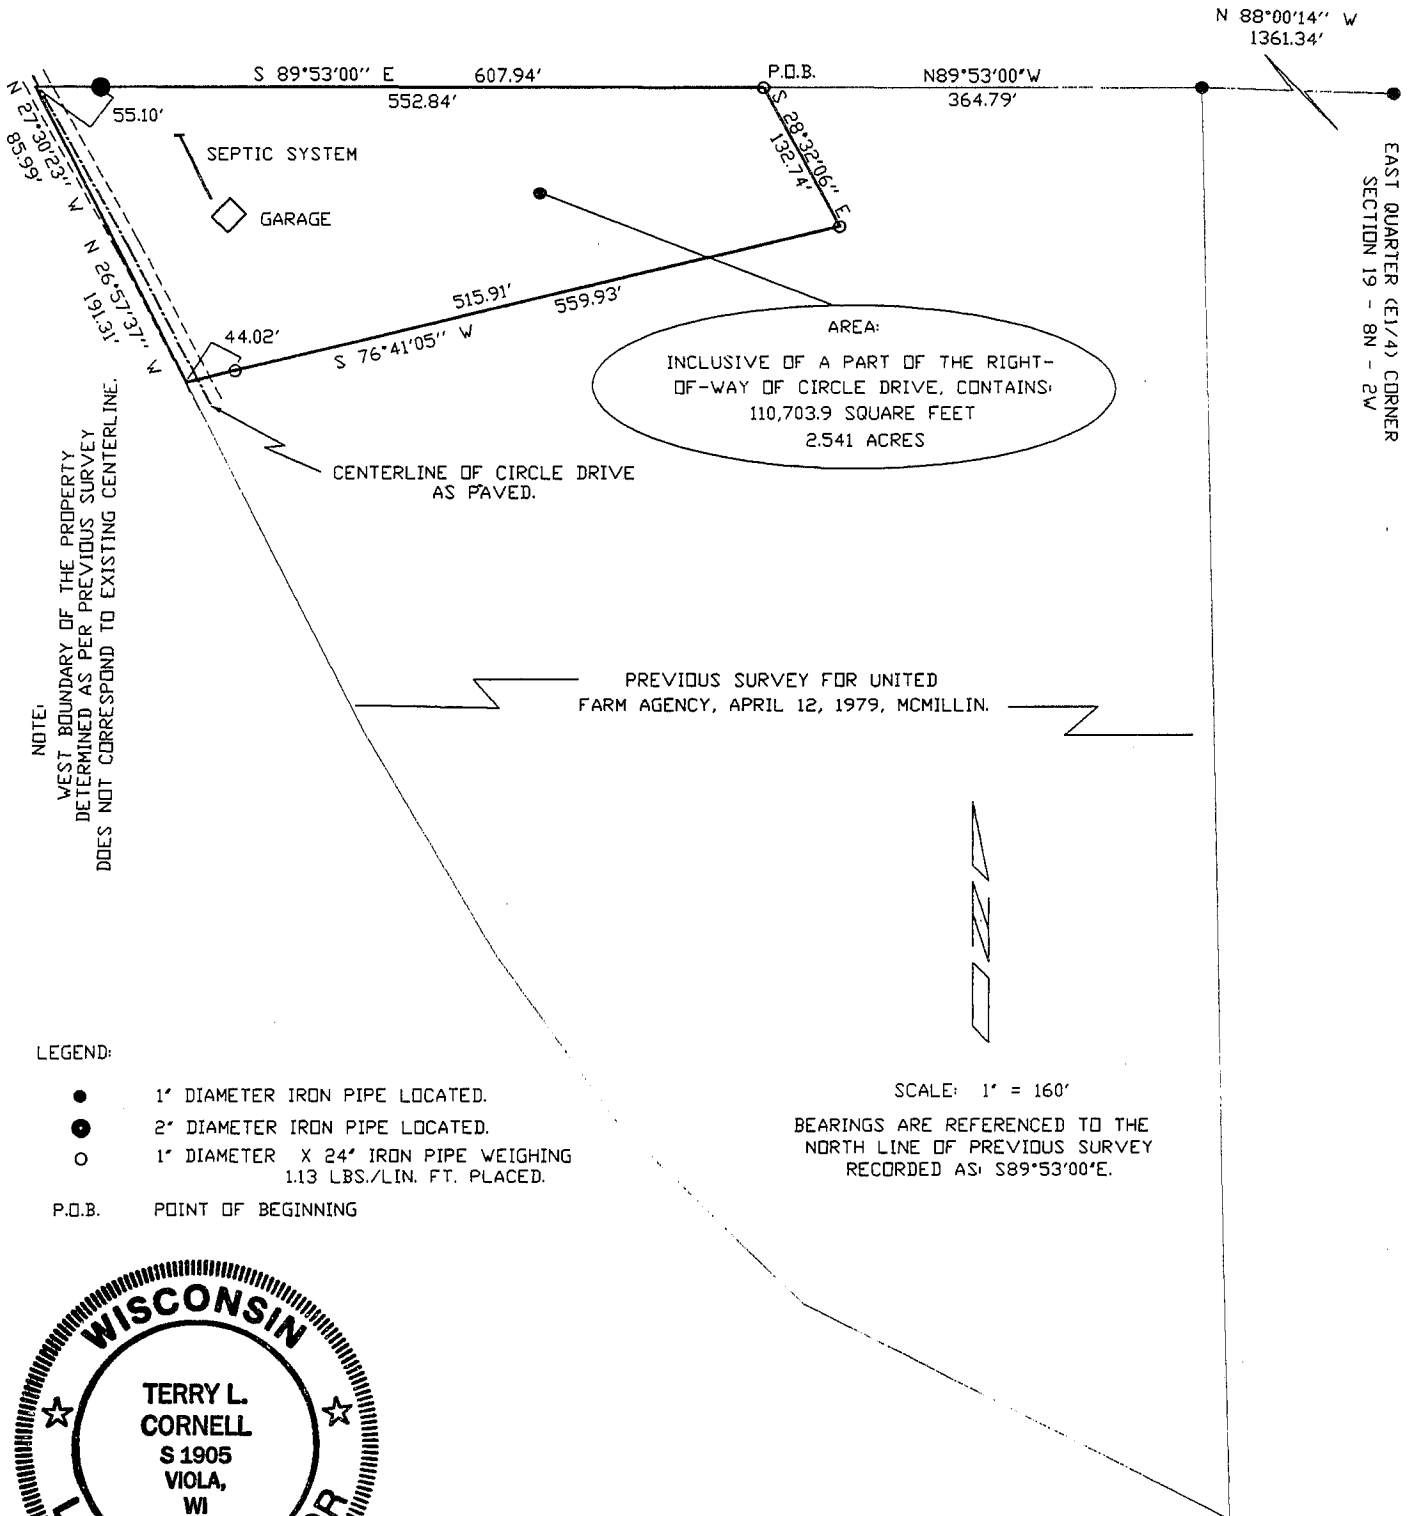 N 88°00'14'' W
1361.34'
S 89°53'00'' E
607.94'
P.O.B.
N89°53'00''W
552.84'
364.79'
55.10'
N 27°30'23'' W
85.99'
S 28°32'06'' E
132.74'
SEPTIC SYSTEM
GARAGE
EAST QUARTER (E1/4) CORNER
SECTION 19 - 8N - 2W
N 26°57'37'' W
191.31'
515.91'
559.93'
S 76°41'05'' W
44.02'
AREA:
INCLUSIVE OF A PART OF THE RIGHT-
OF-WAY OF CIRCLE DRIVE, CONTAINS:
110,703.9 SQUARE FEET
2.541 ACRES
CENTERLINE OF CIRCLE DRIVE
AS PAVED.
NOTE:
WEST BOUNDARY OF THE PROPERTY
DETERMINED AS PER PREVIOUS SURVEY
DOES NOT CORRESPOND TO EXISTING CENTERLINE.
PREVIOUS SURVEY FOR UNITED
FARM AGENCY, APRIL 12, 1979, MCMILLIN.
N
LEGEND:
1" DIAMETER IRON PIPE LOCATED.
2" DIAMETER IRON PIPE LOCATED.
1" DIAMETER X 24" IRON PIPE WEIGHING
1.13 LBS./LIN. FT. PLACED.
P.O.B. POINT OF BEGINNING
SCALE: 1" = 160'
BEARINGS ARE REFERENCED TO THE
NORTH LINE OF PREVIOUS SURVEY
RECORDED AS: S89°53'00"E.
WISCONSIN
TERRY L.
CORNELL
S 1905
VIOLA,
WI